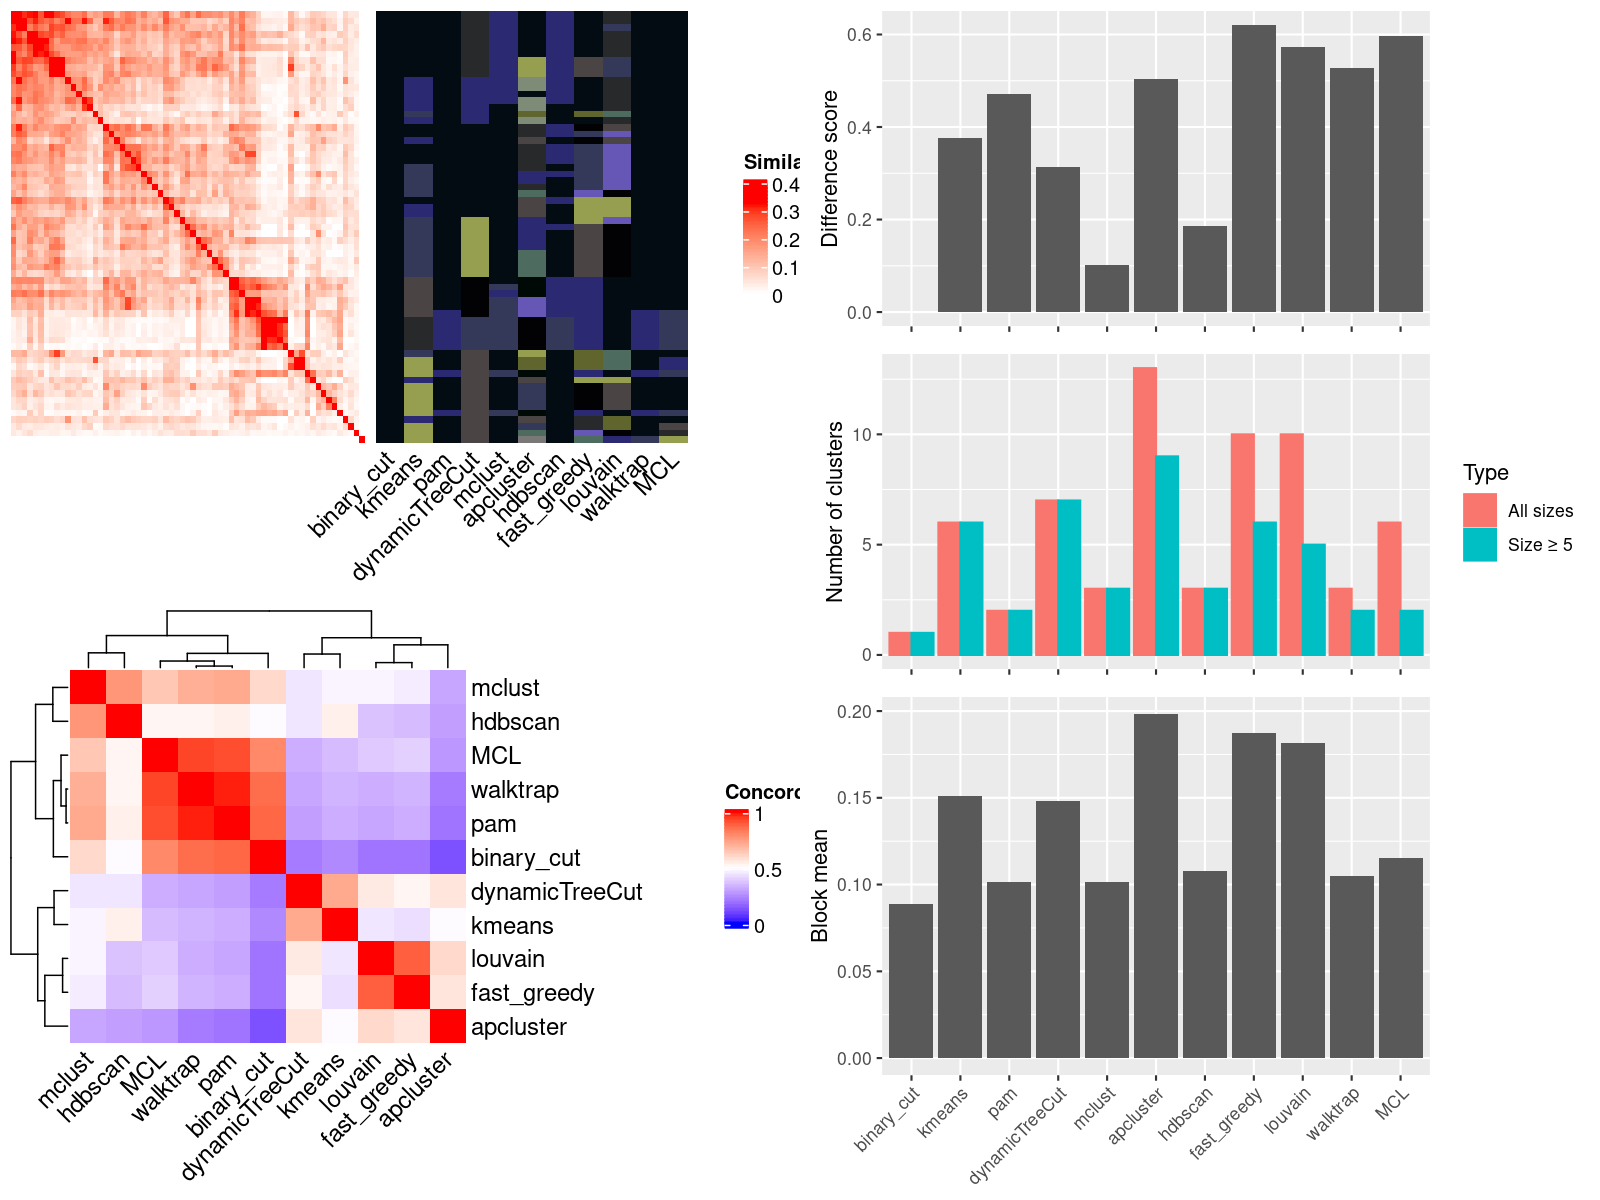 Simila
0.4
0.3
0.2
0.1
0
binary_cut
kmeans
pam
dynamicTreeCut
mclust
apcluster
hdbscan
fast_greedy
louvain
walktrap
MCL
mclust
hdbscan
MCL
walktrap
pam
binary_cut
dynamicTreeCut
kmeans
louvain
fast_greedy
apcluster
mclust
hdbscan
MCL
walktrap
pam
binary_cut
dynamicTreeCut
kmeans
louvain
fast_greedy
apcluster
Concord
1
0.5
0
Difference score
0.6
0.4
0.2
0.0
Number of clusters
10
5
0
Type
All sizes
Size ≥ 5
Block mean
0.20
0.15
0.10
0.05
0.00
binary_cut
kmeans
pam
dynamicTreeCut
mclust
apcluster
hdbscan
fast_greedy
louvain
walktrap
MCL